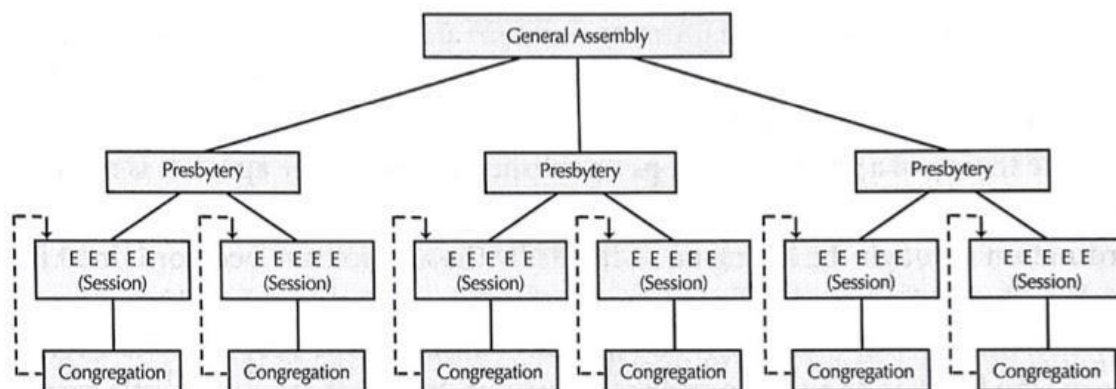 General Assembly
Presbytery Presbytery Presbytery
E E E E E E E E E E E E E E E E E E E E E E E E
(Session) (Session) (Session) (Session) (Session) (Session)
Congregation Congregation Congregation Congregation Congregation Congregation